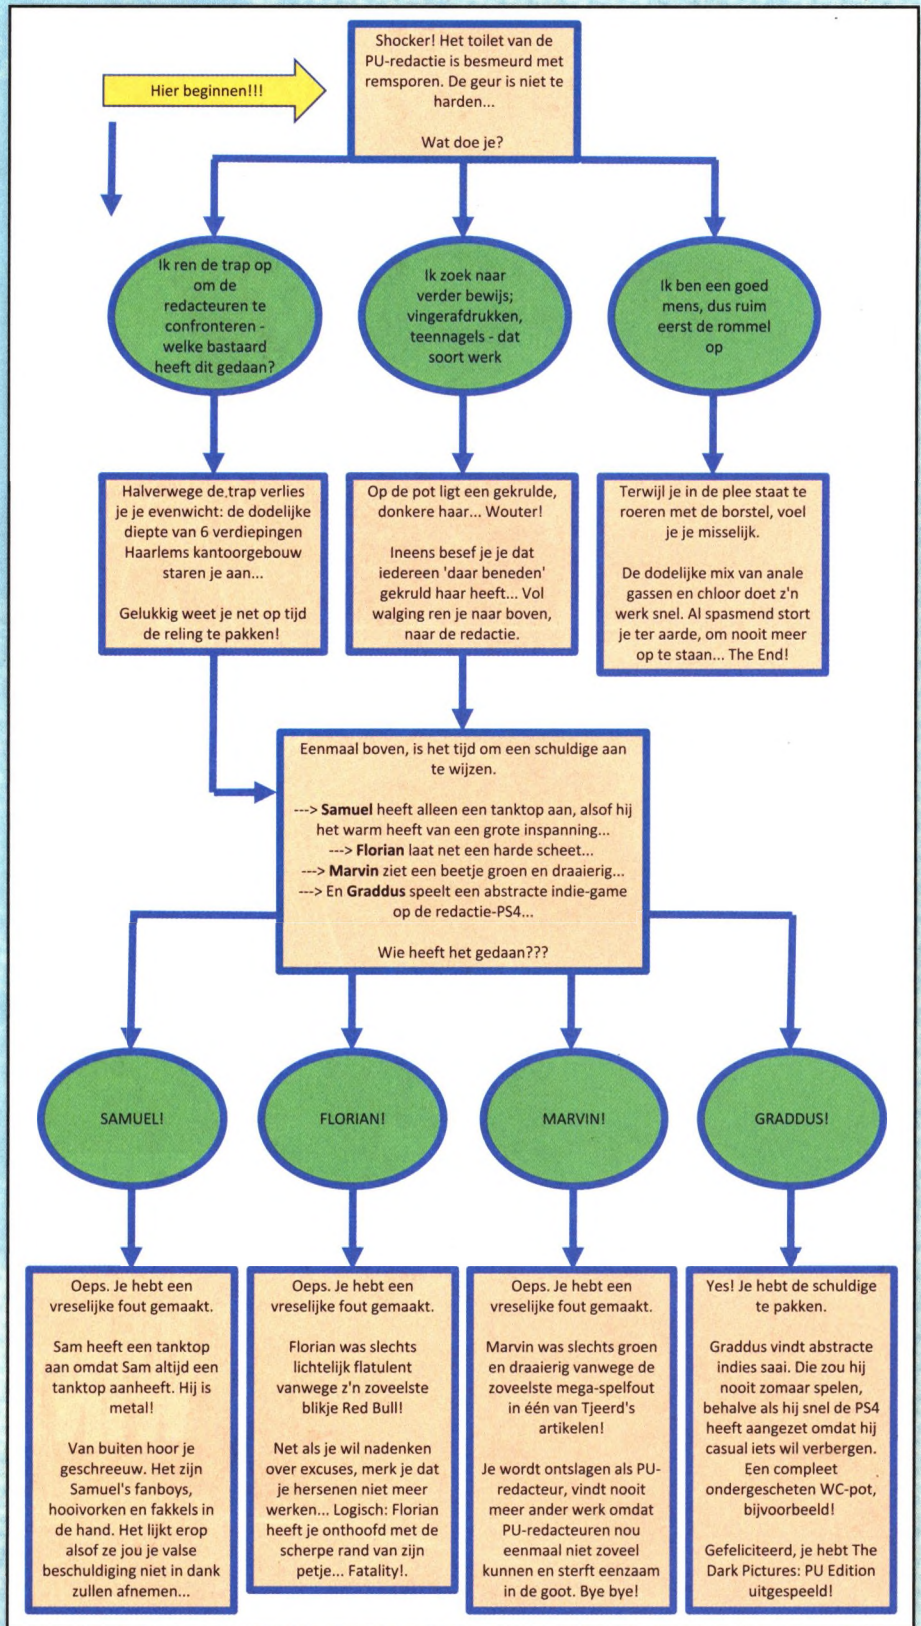 Shocker! Het toilet van de
PU-redactie is besmeurd met
remsporen. De geur is niet te
harden...
Wat doe je?
Hier beginnen!!!
Ik ren de trap op
om de
redacteuren te
confronteren -
welke bastaard
heeft dit gedaan?
Ik zoek naar
verder bewijs;
vingerafdrukken,
teennagels - dat
soort werk
Ik ben een goed
mens, dus ruim
eerst de rommel
op
Halverwege de trap verlies
je je evenwicht: de dodelijke
diepte van 6 verdiepingen
Haarlems kantoorgebouw
staren je aan...
Gelukkig weet je net op tijd
de reling te pakken!
Op de pot ligt een gekrulde,
donkere haar... Wouter!
Ineens besef je je dat
iedereen 'daar beneden'
gekruld haar heeft... Vol
walging ren je naar boven,
naar de redactie.
Terwijl je in de plee staat te
roeren met de borstel, voel
je je misselijk.
De dodelijke mix van anale
gassen en chloor doet z'n
werk snel. Al spasmend stort
je ter aarde, om nooit meer
op te staan... The End!
Eenmaal boven, is het tijd om een schuldige aan
te wijzen.
---> Samuel heeft alleen een tanktop aan, alsof hij
het warm heeft van een grote inspanning...
---> Florian laat net een harde scheet...
---> Marvin ziet een beetje groen en draaierig...
---> En Graddus speelt een abstracte indie-game
op de redactie-PS4...
Wie heeft het gedaan???
SAMUEL!
FLORIAN!
MARVIN!
GRADDUS!
Oeps. Je hebt een
vreselijke fout gemaakt.
Sam heeft een tanktop
aan omdat Sam altijd een
tanktop aanheeft. Hij is
metal!
Van buiten hoor je
geschreeuw. Het zijn
Samuel's fanboys,
hooivorken en fakkels in
de hand. Het lijkt erop
alsof ze jou je valse
beschuldiging niet in dank
zullen afnemen...
Oeps. Je hebt een
vreselijke fout gemaakt.
Florian was slechts
lichtelijk flatulent
vanwege z'n zoveelste
blikje Red Bull!
Net als je wil nadenken
over excuses, merk je dat
je hersenen niet meer
werken... Logisch: Florian
heeft je onthoofd met de
scherpe rand van zijn
petje... Fatality!.
Oeps. Je hebt een
vreselijke fout gemaakt.
Marvin was slechts groen
en draaierig vanwege de
zoveelste mega-spelfout
in één van Tjeerd's
artikelen!
Je wordt ontslagen als PU-
redacteur, vindt nooit
meer ander werk omdat
PU-redacteuren nou
eenmaal niet zoveel
kunnen en sterft eenzaam
in de goot. Bye bye!
Yes! Je hebt de schuldige
te pakken.
Graddus vindt abstracte
indies saai. Die zou hij
nooit zomaar spelen,
behalve als hij snel de PS4
heeft aangezet omdat hij
casual iets wil verbergen.
Een compleet
ondergescheten WC-pot,
bijvoorbeeld!
Gefeliciteerd, je hebt The
Dark Pictures: PU Edition
uitgespeeld!